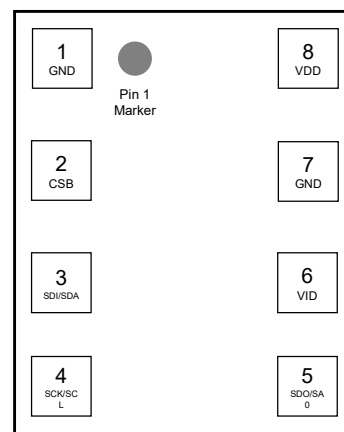 1
GND
Pin 1
Marker
8
VDD
2
CSB
7
GND
3
SDI/SDA
6
VID
4
SCK/SC
L
5
SDO/SA
0